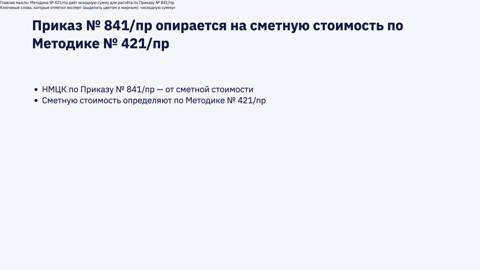 Главная мысль: Методика № 421/пр даёт исходную сумму для расчёта по Приказу № 841/пр.
Ключевые слова, которые отметил эксперт (выделить цветом и жирным): «исходную сумму»
Приказ № 841/пр опирается на сметную стоимость по
Методике № 421/пр
• НМЦК по Приказу № 841/пр — от сметной стоимости
• Сметную стоимость определяют по Методике № 421/пр